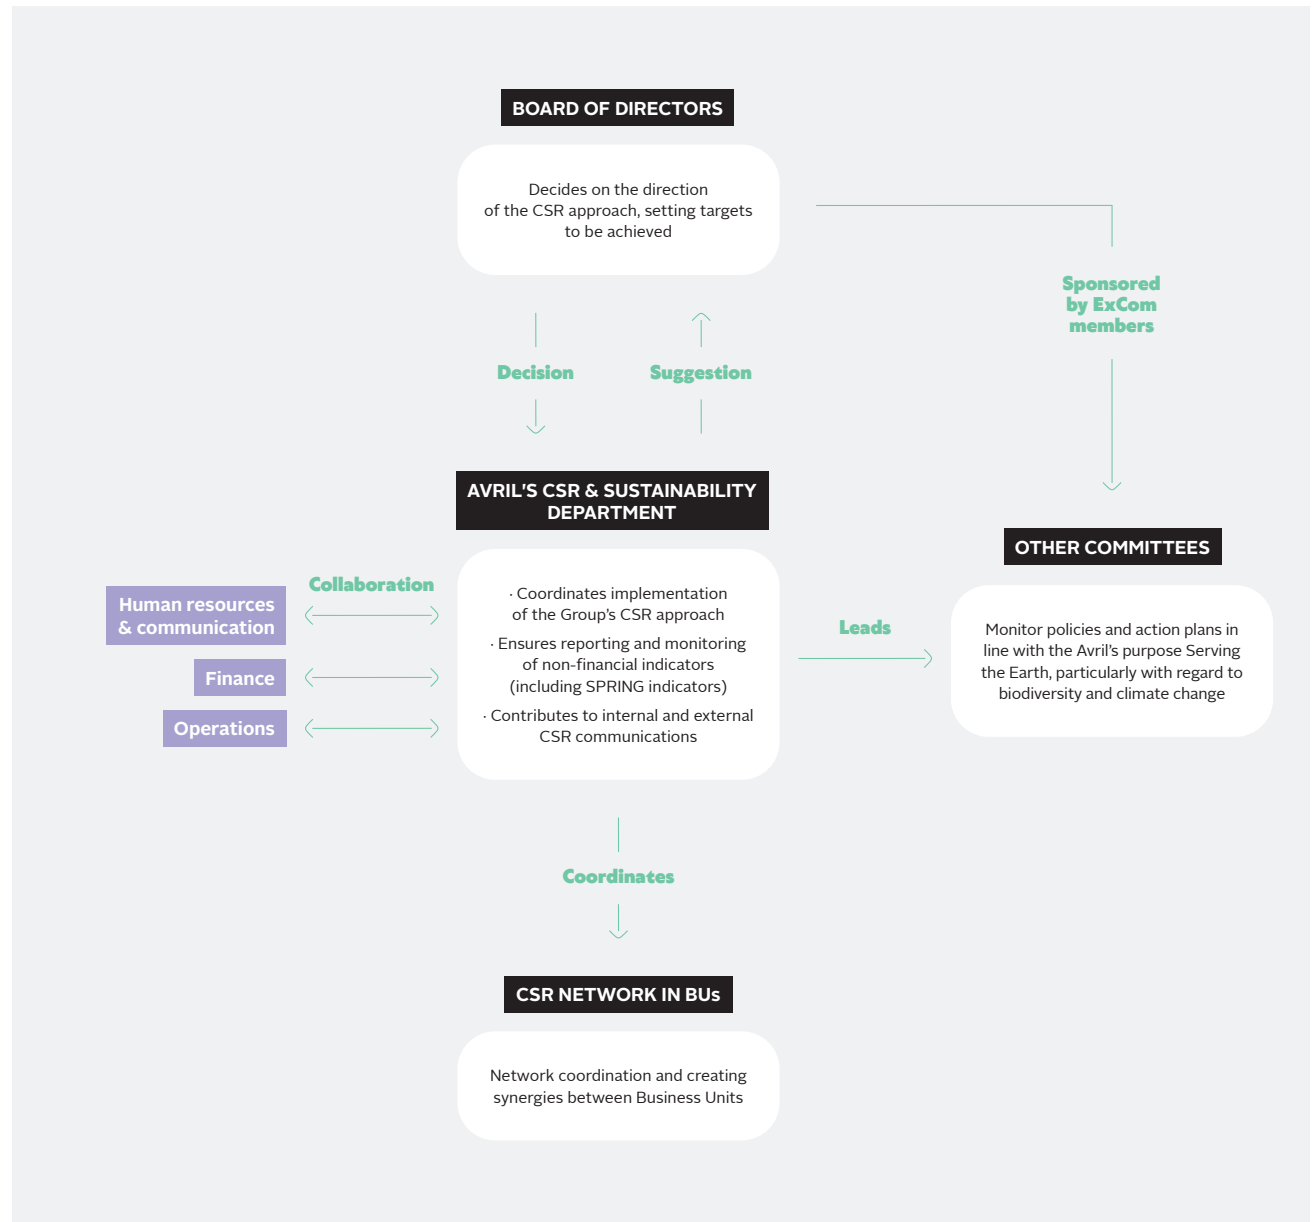 BOARD OF DIRECTORS
Decides on the direction
of the CSR approach, setting targets
to be achieved
Sponsored
by ExCom
members
Decision
Suggestion
AVRIL'S CSR & SUSTAINABILITY
DEPARTMENT
· Coordinates implementation
of the Group's CSR approach
· Ensures reporting and monitoring
of non-financial indicators
(including SPRING indicators)
· Contributes to internal and external
CSR communications
Collaboration
Human resources
& communication
Finance
Operations
Leads
OTHER COMMITTEES
Monitor policies and action plans in
line with the Avril's purpose Serving
the Earth, particularly with regard to
biodiversity and climate change
Coordinates
CSR NETWORK IN BUs
Network coordination and creating
synergies between Business Units